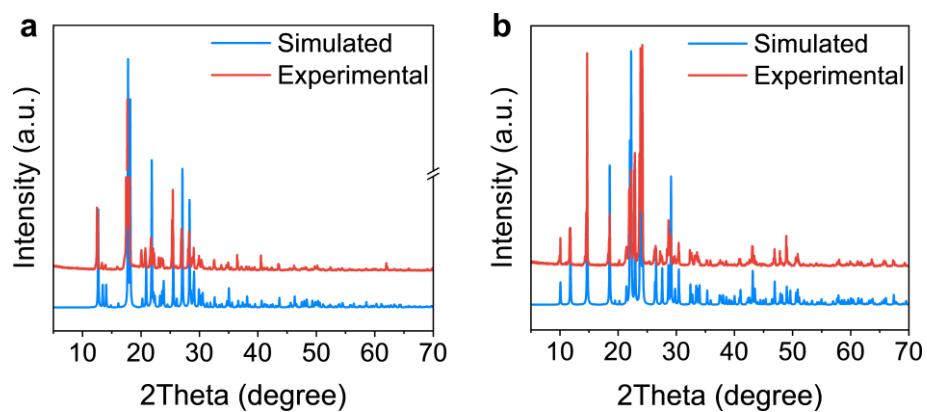 a
Simulated
Experimental
Intensity (a.u.)
10 20 30 40 50 60 70
2Theta (degree)
b
Simulated
Experimental
Intensity (a.u.)
10 20 30 40 50 60 70
2Theta (degree)